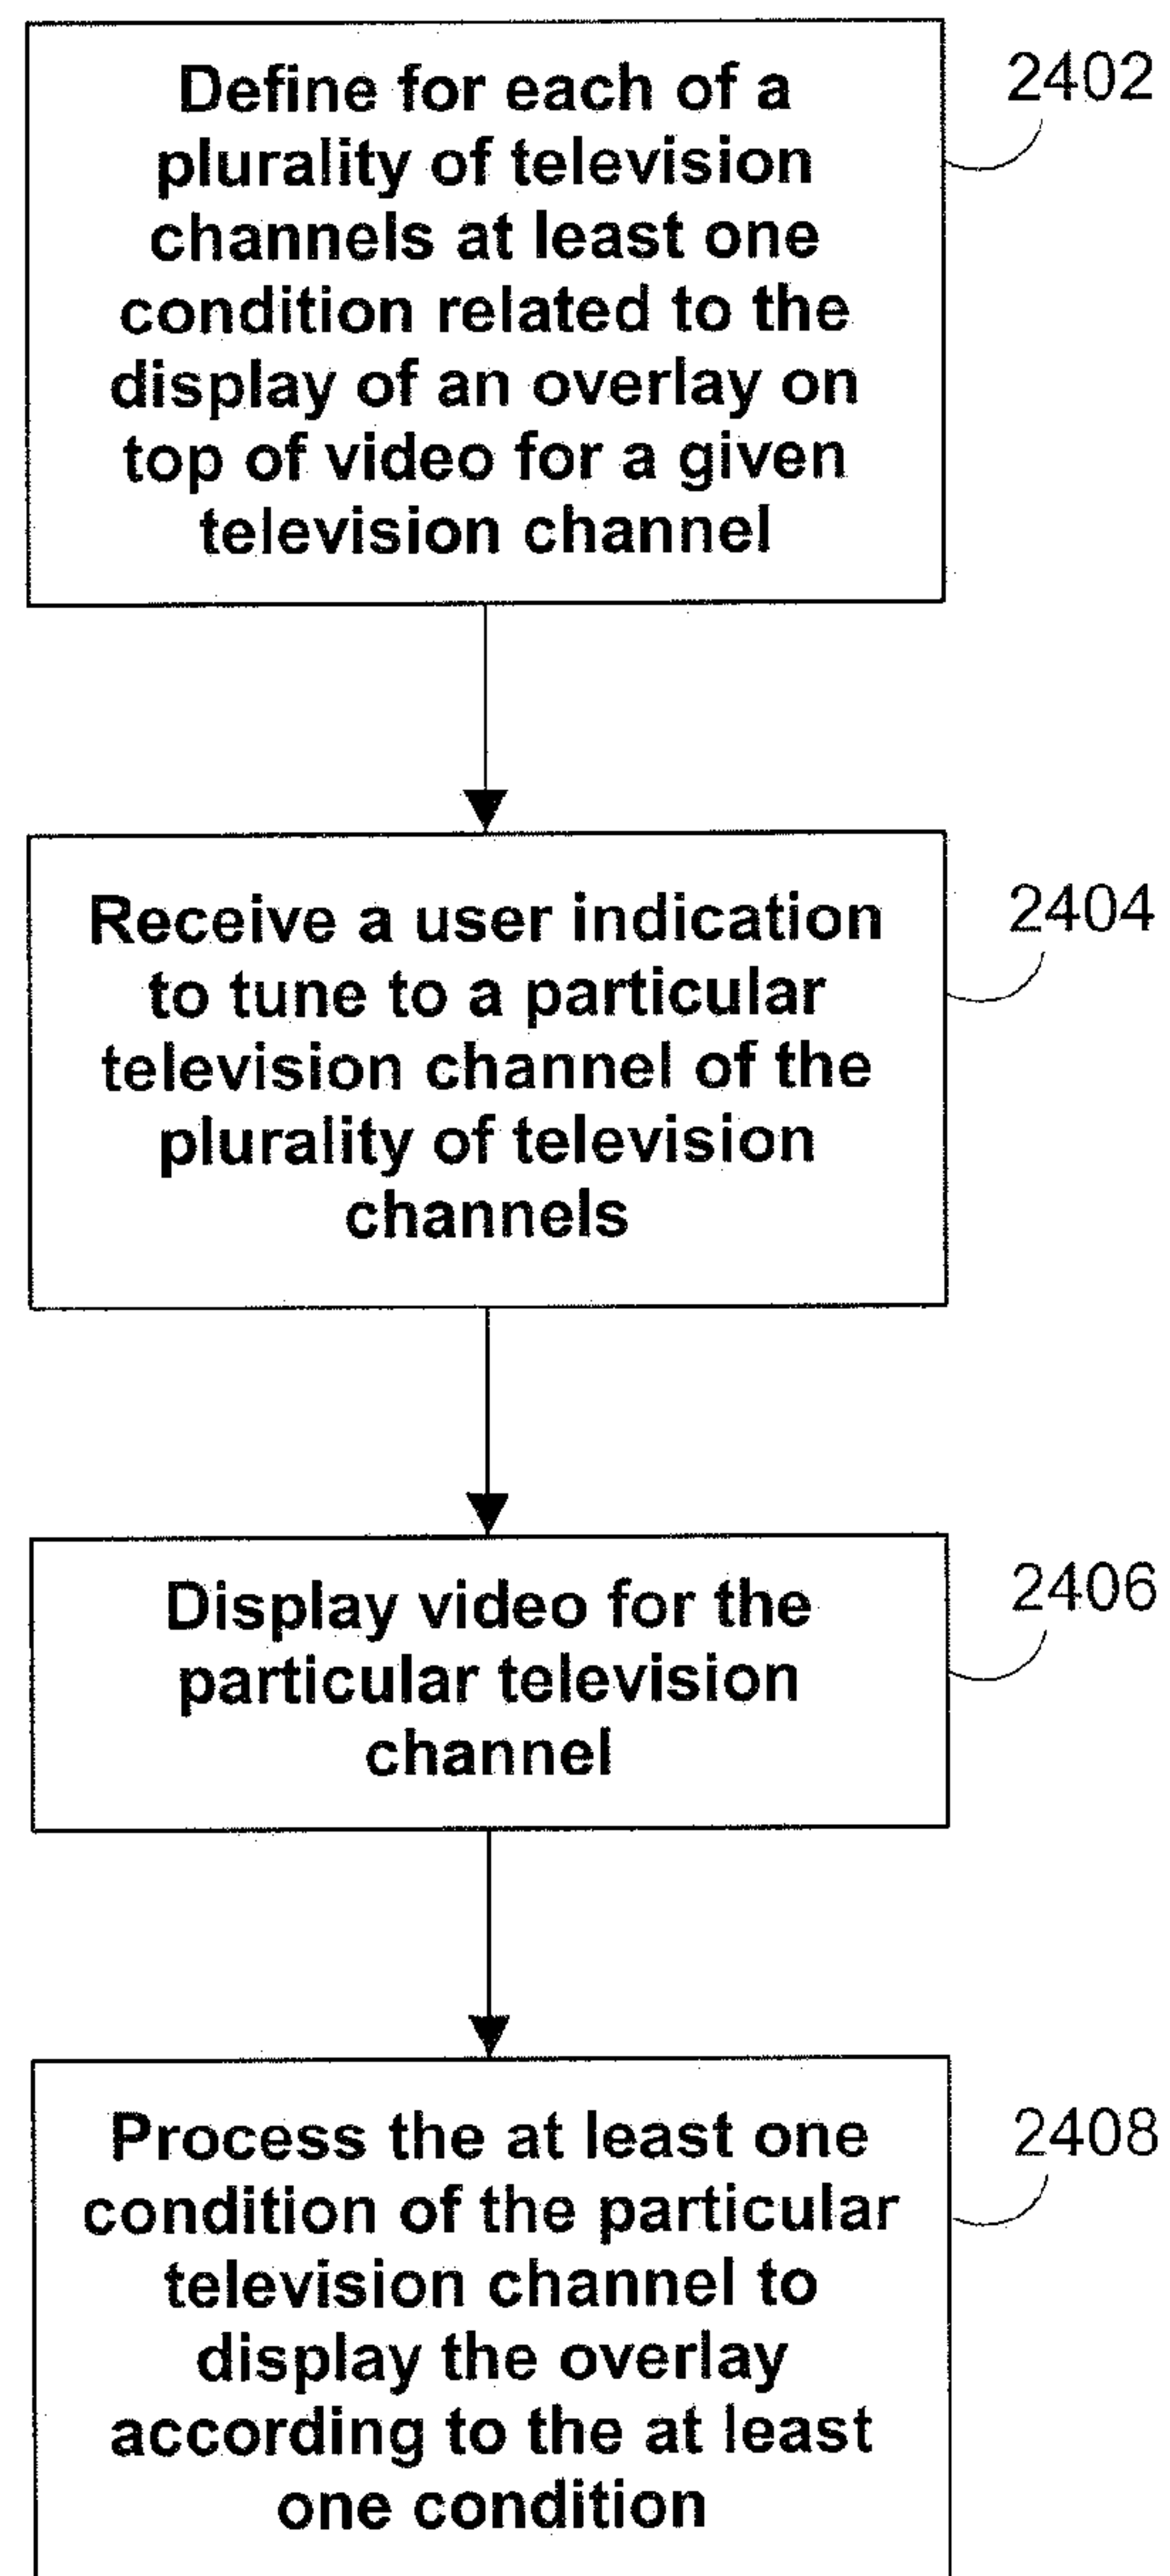 Define for each of a
2402
plurality of television
channels at least one
condition related to the
display of an overlay on
top of video for a given
television channel
Receive a user indication
2404
to tune to a particular
television channel of the
plurality of television
channels
Display video for the
2406
particular television
channel
Process the at least one
2408
condition of the particular
television channel to
display the overlay
according to the at least
one condition